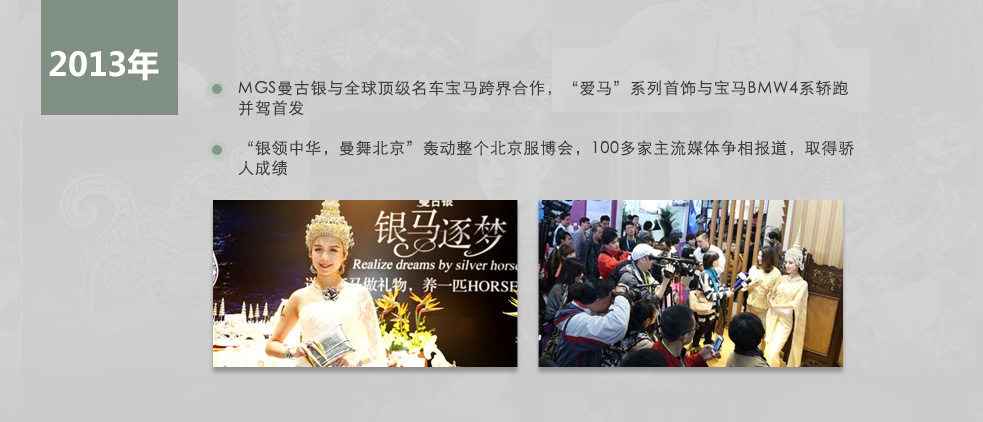 2013年
MGS曼古银与全球顶级名车宝马跨界合作，“爱马”系列首饰与宝马BMW4系轿跑
并驾首发
“银领中华，曼舞北京”轰动整个北京服博会，100多家主流媒体争相报道，取得骄
人成绩
曼古银
银马逐梦
Realize dreams by silver horse
马做礼物，养一匹HORSE